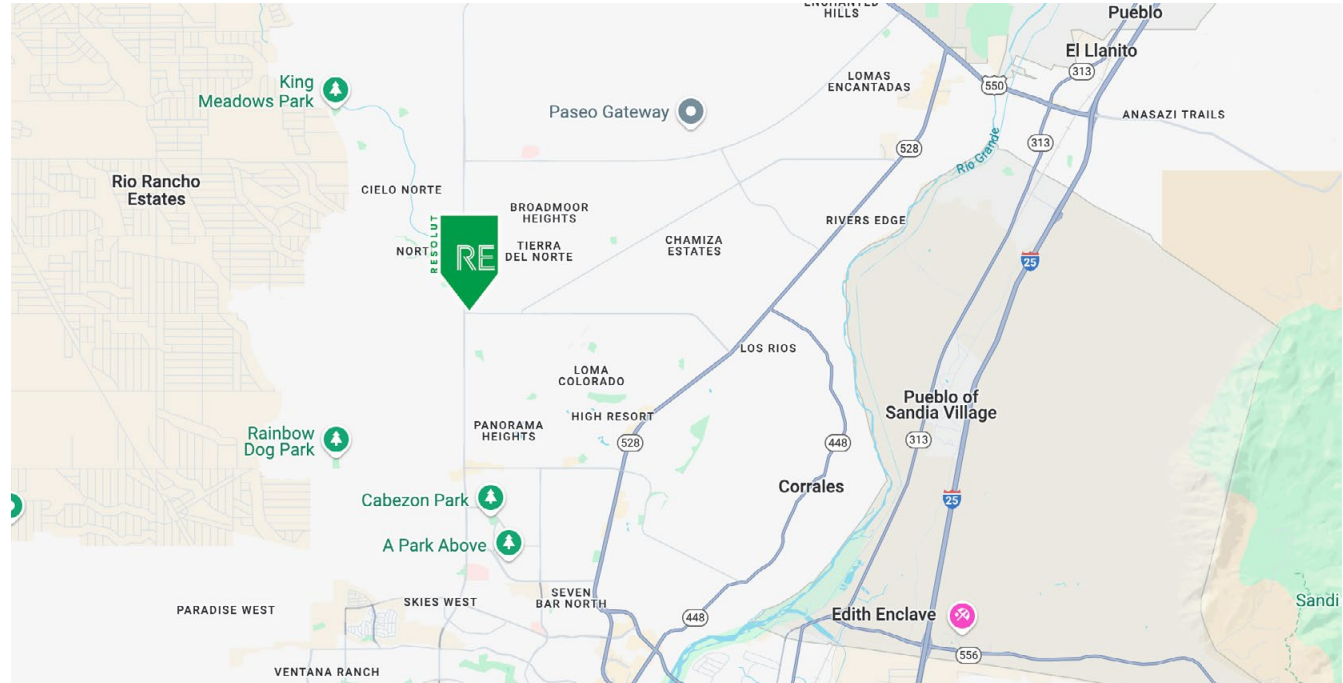 HILLS
Pueblo
El Llanito
313
King
Meadows Park
LOMAS
ENCANTADAS
550
Paseo Gateway
ANASAZI TRAILS
528
313
Rio Grande
Rio Rancho
Estates
CIELO NORTE
BROADMOOR
HEIGHTS
RIVERS EDGE
RESOLUT
RE
NORT
TIERRA
DEL NORTE
CHAMIZA
ESTATES
25
LOS RIOS
LOMA
COLORADO
Pueblo of
Sandia Village
HIGH RESORT
PANORAMA
HEIGHTS
Rainbow
Dog Park
528
448
313
Corrales
Cabezon Park
25
A Park Above
SEVEN
BAR NORTH
SKIES WEST
PARADISE WEST
448
Edith Enclave
Sandi
556
VENTANA RANCH